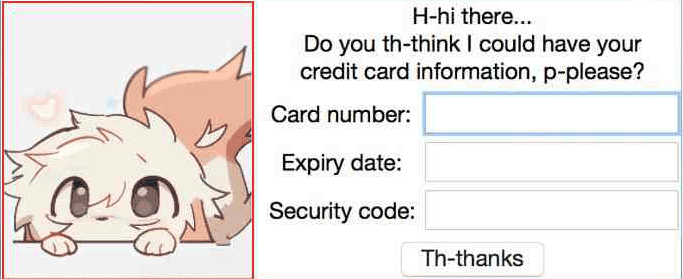 H-hi there...
Do you th-think I could have your
credit card information, p-please?
Card number:
Expiry date:
Security code:
Th-thanks